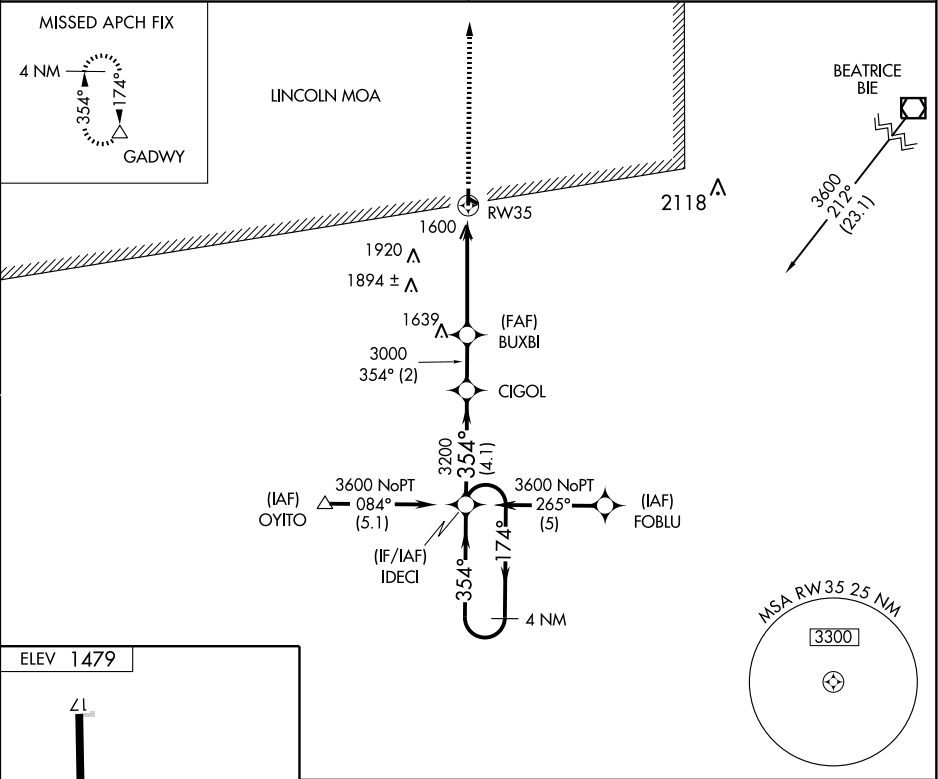 MISSED APCH FIX
4 NM
354°
174°
GADWY
LINCOLN MOA
BEATRICE
BIE
3600
212°
(23.1)
2118
RW35
1600
1920
1894 ±
1639
(FAF)
BUXBI
3000
354° (2)
CIGOL
3200
354°
(4.1)
(IAF)
OYITO
3600 NoPT
084°
(5.1)
3600 NoPT
265°
(5)
(IAF)
FOBLU
(IF/IAF)
IDECI
354°
174°
4 NM
MSA RW35 25 NM
3300
ELEV 1479
17